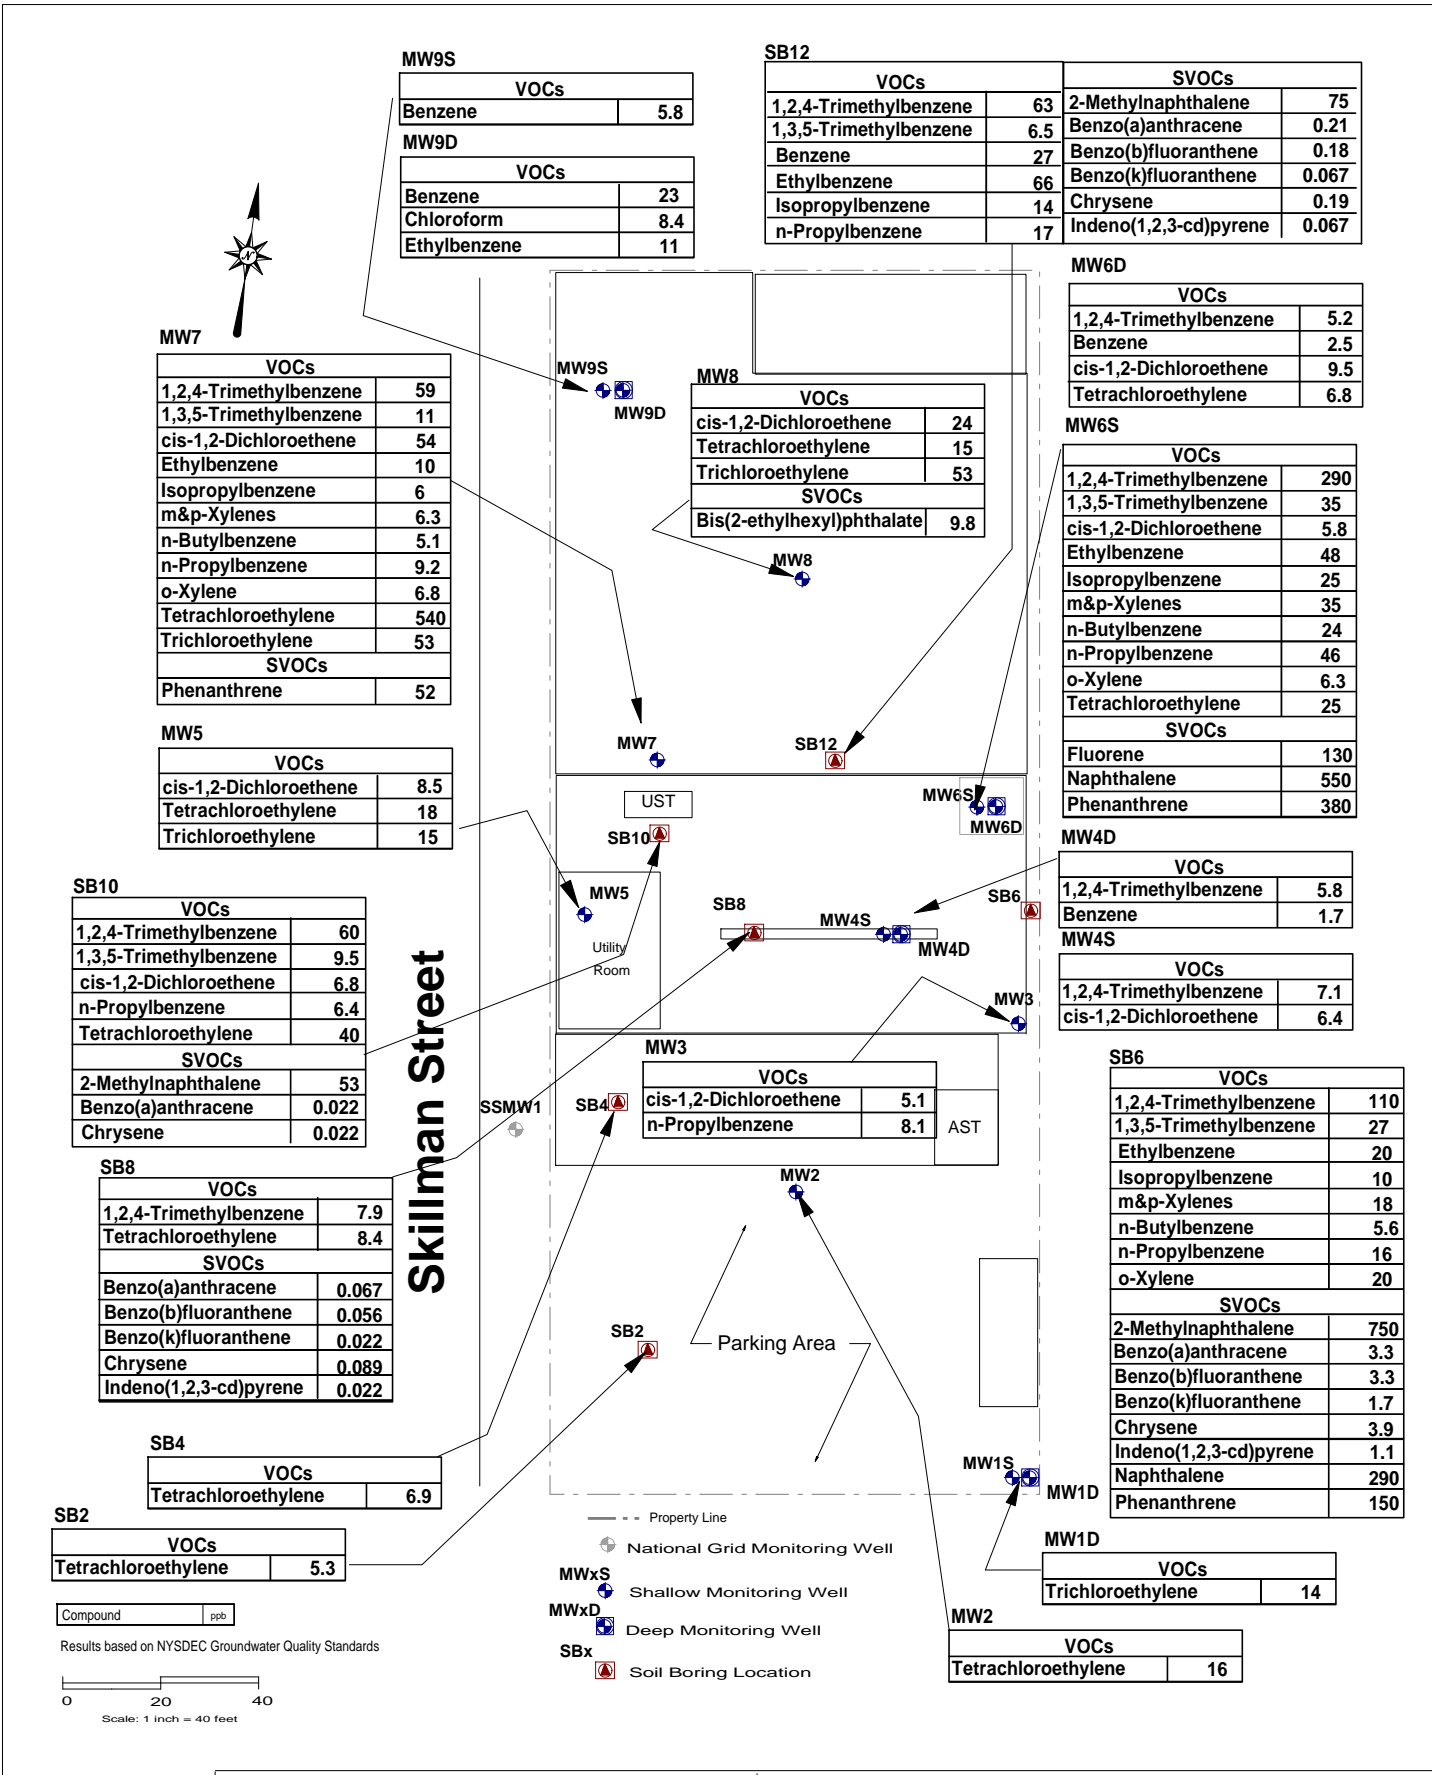 MW9S
VOCs
Benzene 5.8
MW9D
VOCs
Benzene 23
Chloroform 8.4
Ethylbenzene 11
SB12
VOCs
1,2,4-Trimethylbenzene 63
1,3,5-Trimethylbenzene 6.5
Benzene 27
Ethylbenzene 66
Isopropylbenzene 14
n-Propylbenzene 17
SVOCs
2-Methylnaphthalene 75
Benzo(a)anthracene 0.21
Benzo(b)fluoranthene 0.18
Benzo(k)fluoranthene 0.067
Chrysene 0.19
Indeno(1,2,3-cd)pyrene 0.067
N
MW6D
VOCs
1,2,4-Trimethylbenzene 5.2
Benzene 2.5
cis-1,2-Dichloroethene 9.5
Tetrachloroethylene 6.8
MW7
VOCs
1,2,4-Trimethylbenzene 59
1,3,5-Trimethylbenzene 11
cis-1,2-Dichloroethene 54
Ethylbenzene 10
Isopropylbenzene 6
m&p-Xylenes 6.3
n-Butylbenzene 5.1
n-Propylbenzene 9.2
o-Xylene 6.8
Tetrachloroethylene 540
Trichloroethylene 53
SVOCs
Phenanthrene 52
MW9S
MW9D
MW8
VOCs
cis-1,2-Dichloroethene 24
Tetrachloroethylene 15
Trichloroethylene 53
SVOCs
Bis(2-ethylhexyl)phthalate 9.8
MW8
MW6S
VOCs
1,2,4-Trimethylbenzene 290
1,3,5-Trimethylbenzene 35
cis-1,2-Dichloroethene 5.8
Ethylbenzene 48
Isopropylbenzene 25
m&p-Xylenes 35
n-Butylbenzene 24
n-Propylbenzene 46
o-Xylene 6.3
Tetrachloroethylene 25
SVOCs
Fluorene 130
Naphthalene 550
Phenanthrene 380
MW5
VOCs
cis-1,2-Dichloroethene 8.5
Tetrachloroethylene 18
Trichloroethylene 15
MW7
SB12
UST
MW6S
MW6D
SB10
MW5
Utility
Room
SB8
MW4S
MW4D
SB6
MW3
MW4D
VOCs
1,2,4-Trimethylbenzene 5.8
Benzene 1.7
MW4S
VOCs
1,2,4-Trimethylbenzene 7.1
cis-1,2-Dichloroethene 6.4
SB10
VOCs
1,2,4-Trimethylbenzene 60
1,3,5-Trimethylbenzene 9.5
cis-1,2-Dichloroethene 6.8
n-Propylbenzene 6.4
Tetrachloroethylene 40
SVOCs
2-Methylnaphthalene 53
Benzo(a)anthracene 0.022
Chrysene 0.022
Skillman Street
SSMW1
SB4
MW3
VOCs
cis-1,2-Dichloroethene 5.1
n-Propylbenzene 8.1
AST
MW2
SB6
VOCs
1,2,4-Trimethylbenzene 110
1,3,5-Trimethylbenzene 27
Ethylbenzene 20
Isopropylbenzene 10
m&p-Xylenes 18
n-Butylbenzene 5.6
n-Propylbenzene 16
o-Xylene 20
SVOCs
2-Methylnaphthalene 750
Benzo(a)anthracene 3.3
Benzo(b)fluoranthene 3.3
Benzo(k)fluoranthene 1.7
Chrysene 3.9
Indeno(1,2,3-cd)pyrene 1.1
Naphthalene 290
Phenanthrene 150
SB8
VOCs
1,2,4-Trimethylbenzene 7.9
Tetrachloroethylene 8.4
SVOCs
Benzo(a)anthracene 0.067
Benzo(b)fluoranthene 0.056
Benzo(k)fluoranthene 0.022
Chrysene 0.089
Indeno(1,2,3-cd)pyrene 0.022
SB2
Parking Area
SB4
VOCs
Tetrachloroethylene 6.9
SB2
VOCs
Tetrachloroethylene 5.3
MW1S
MW1D
MW1D
VOCs
Trichloroethylene 14
MW2
VOCs
Tetrachloroethylene 16
Property Line
National Grid Monitoring Well
MWxS
Shallow Monitoring Well
MWxD
Deep Monitoring Well
SBx
Soil Boring Location
Compound ppb
Results based on NYSDEC Groundwater Quality Standards
0 20 40
Scale: 1 inch = 40 feet